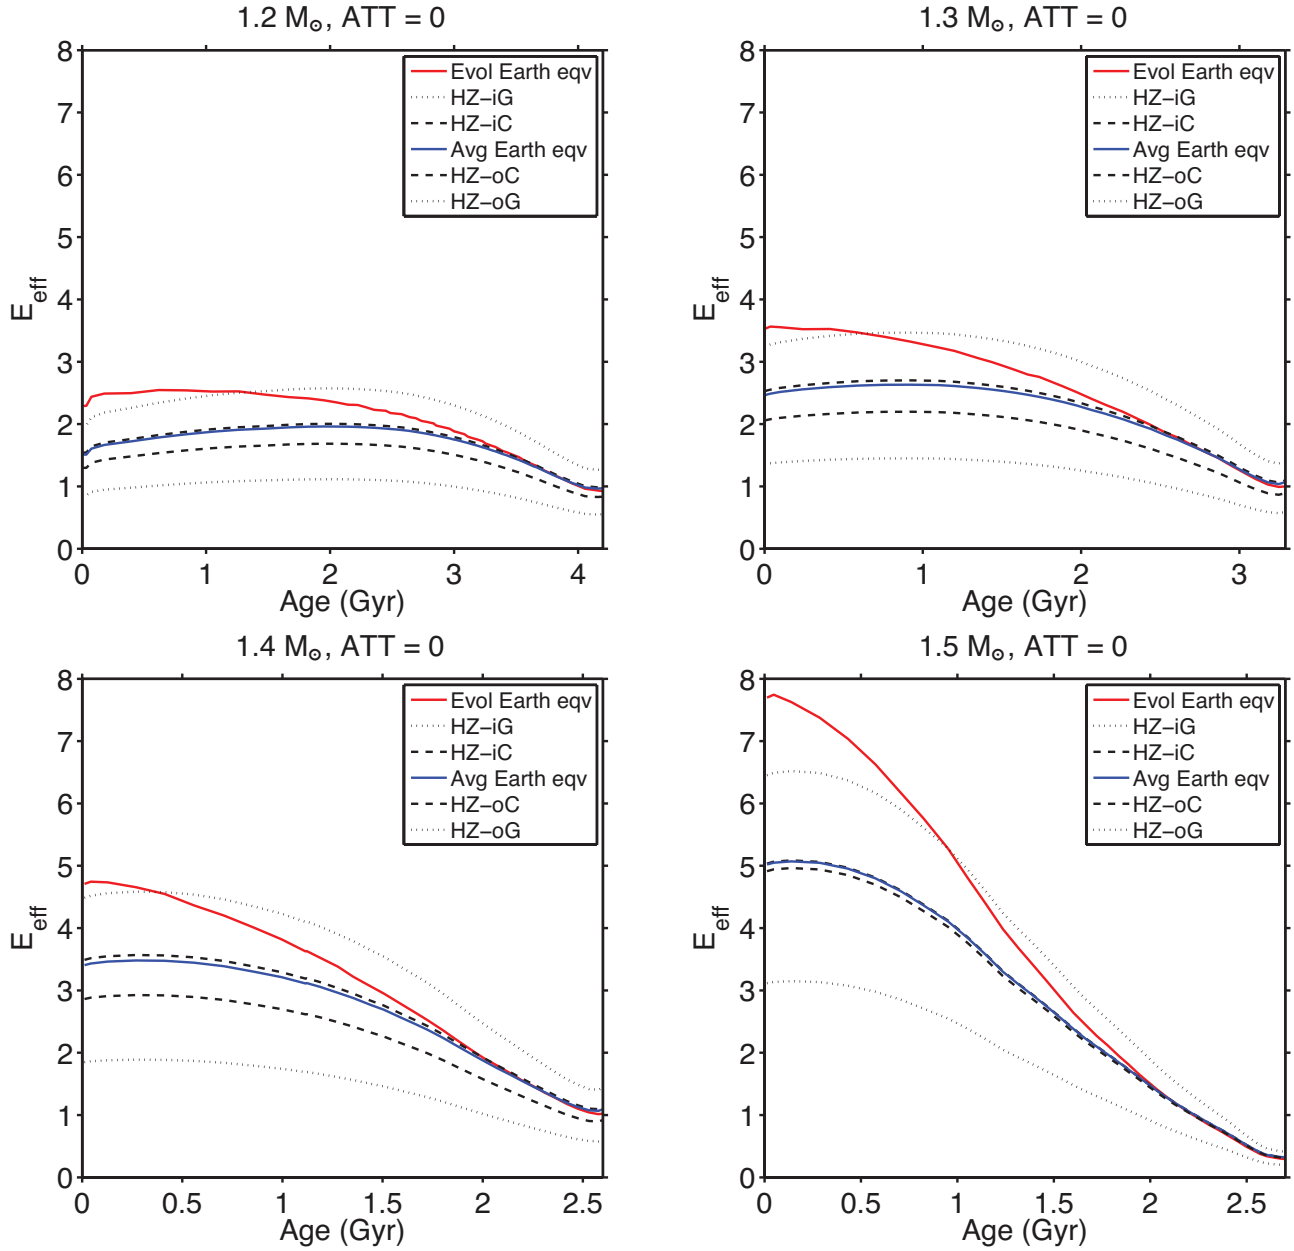 1.2 M⊙, ATT = 0
8
7
6
5
4
3
2
1
0
E_eff
Evol Earth eqv
HZ−iG
HZ−iC
Avg Earth eqv
HZ−oC
HZ−oG
0 1 2 3 4
Age (Gyr)
1.3 M⊙, ATT = 0
8
7
6
5
4
3
2
1
0
E_eff
Evol Earth eqv
HZ−iG
HZ−iC
Avg Earth eqv
HZ−oC
HZ−oG
0 1 2 3
Age (Gyr)
1.4 M⊙, ATT = 0
8
7
6
5
4
3
2
1
0
E_eff
Evol Earth eqv
HZ−iG
HZ−iC
Avg Earth eqv
HZ−oC
HZ−oG
0 0.5 1 1.5 2 2.5
Age (Gyr)
1.5 M⊙, ATT = 0
8
7
6
5
4
3
2
1
0
E_eff
Evol Earth eqv
HZ−iG
HZ−iC
Avg Earth eqv
HZ−oC
HZ−oG
0 0.5 1 1.5 2 2.5
Age (Gyr)